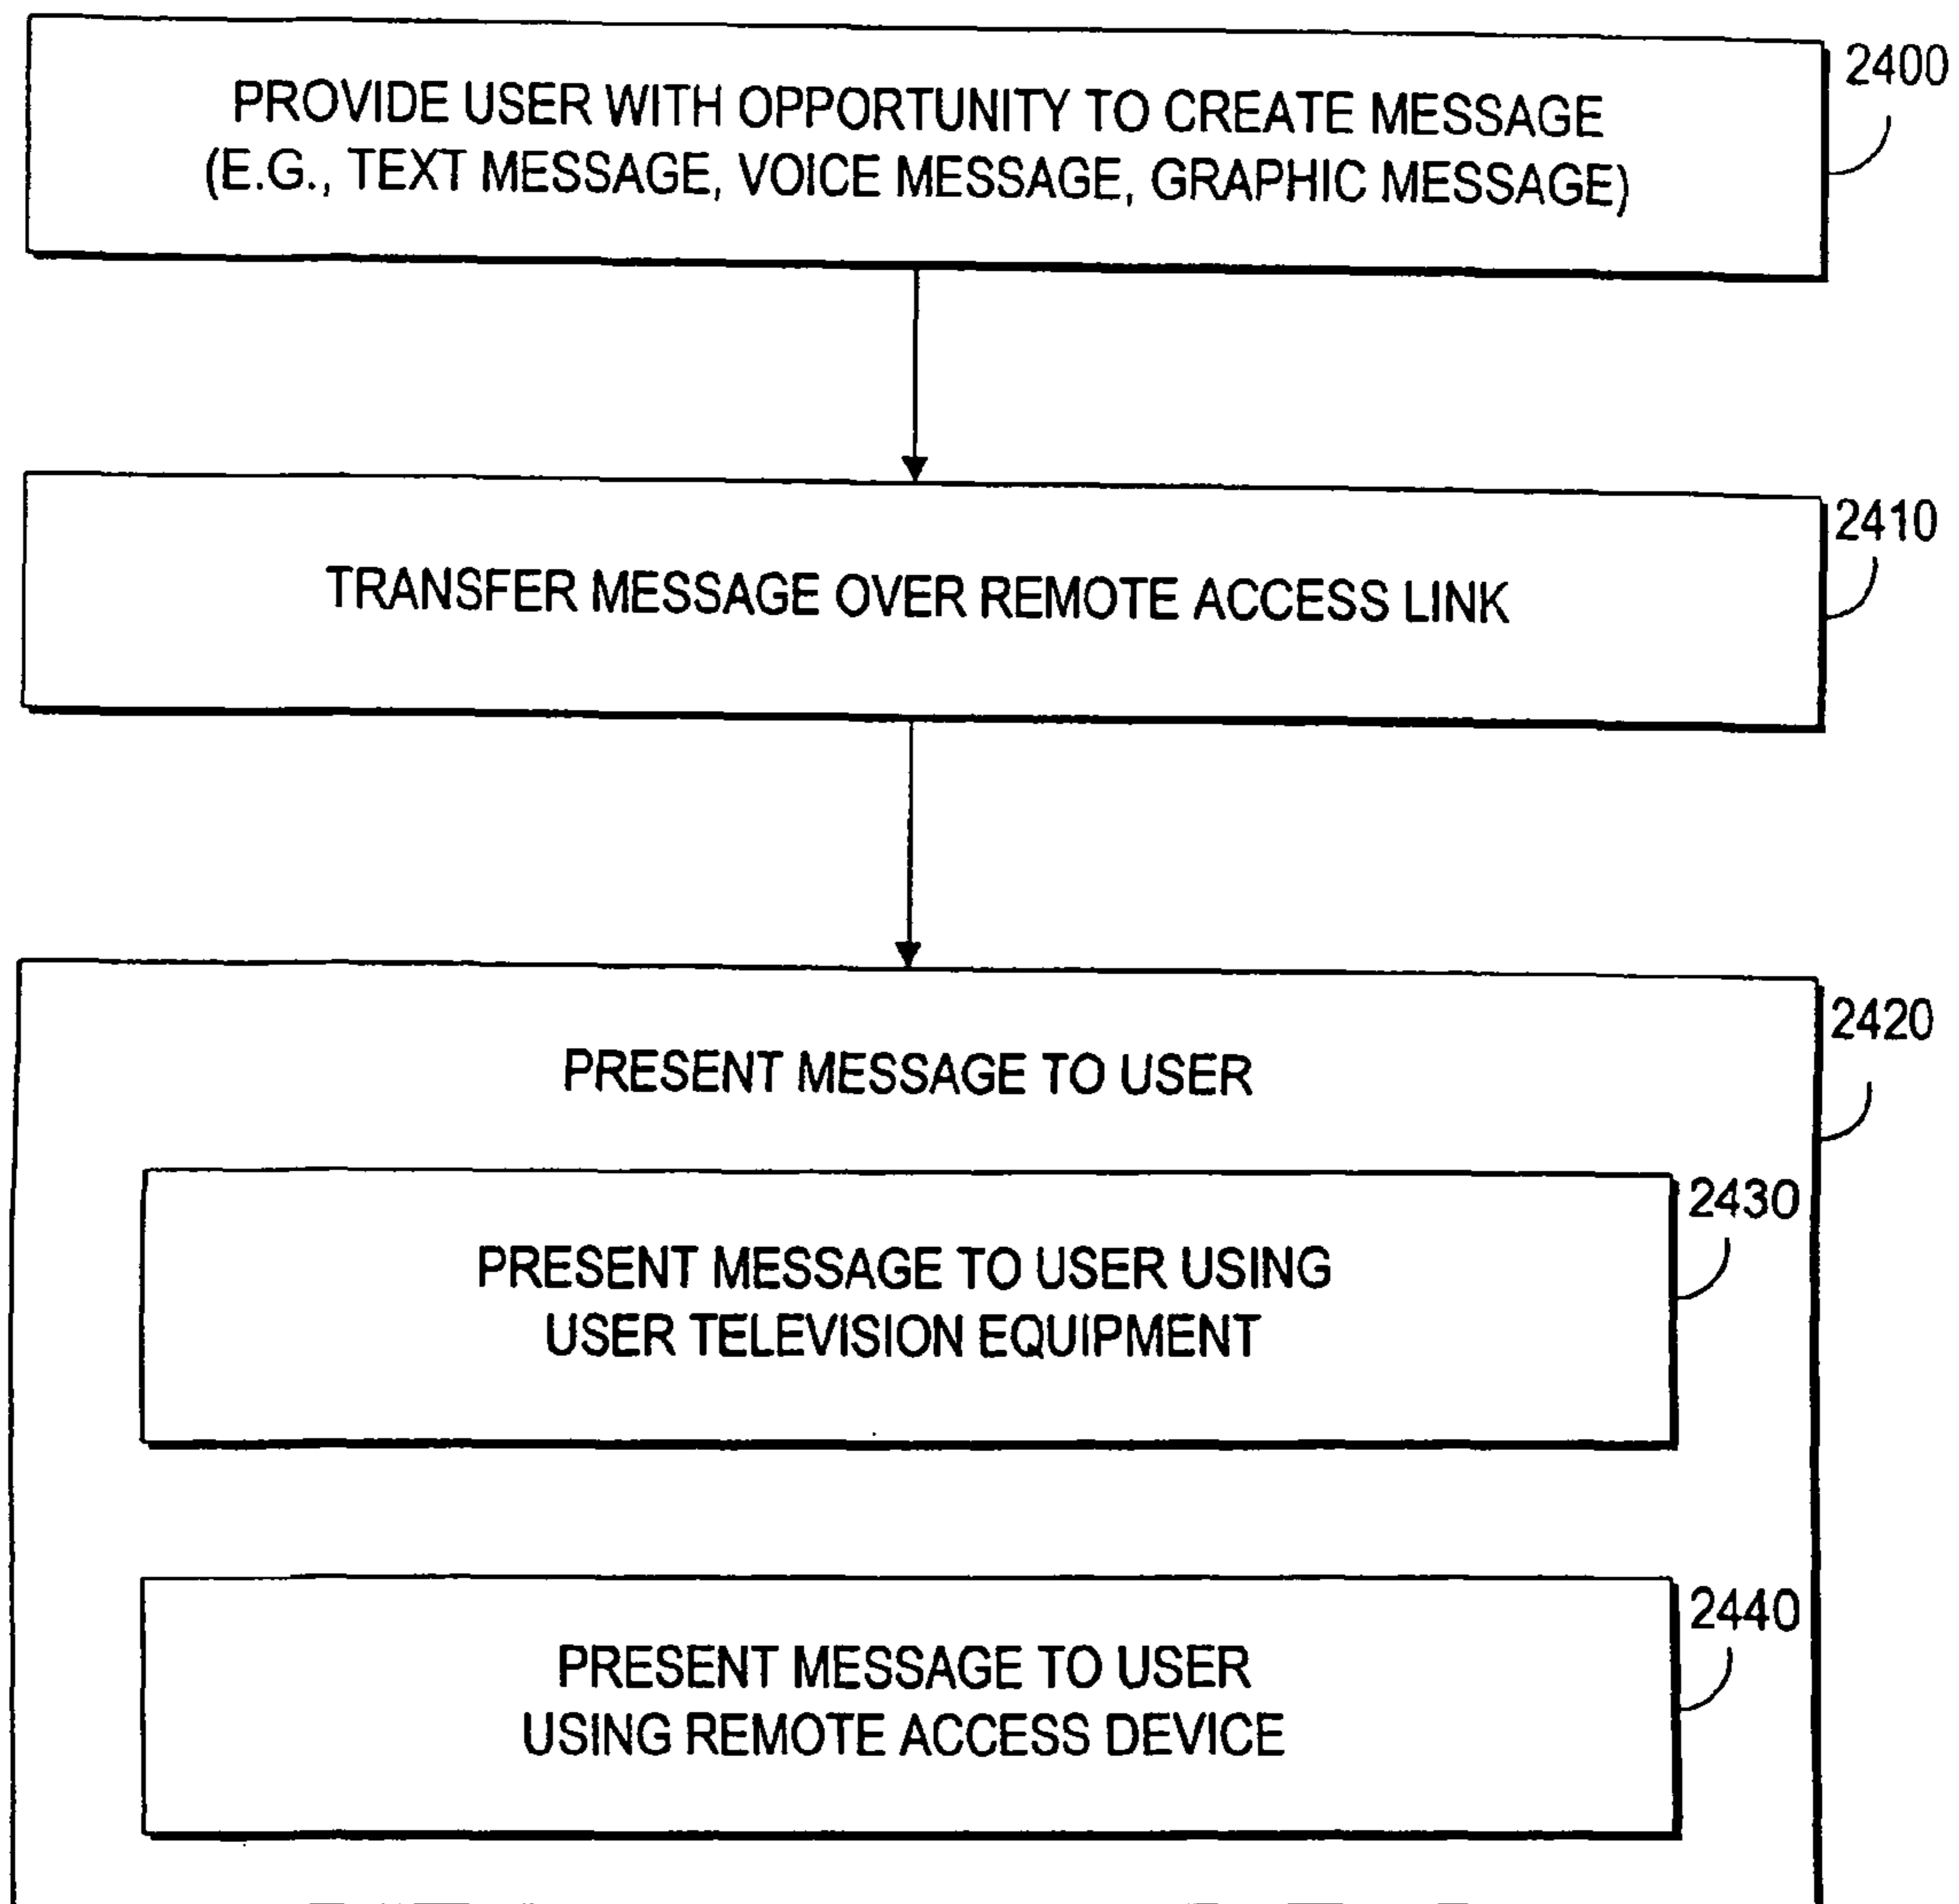 PROVIDE USER WITH OPPORTUNITY TO CREATE MESSAGE
(E.G., TEXT MESSAGE, VOICE MESSAGE, GRAPHIC MESSAGE)
2400
TRANSFER MESSAGE OVER REMOTE ACCESS LINK
2410
PRESENT MESSAGE TO USER
2420
PRESENT MESSAGE TO USER USING
USER TELEVISION EQUIPMENT
2430
PRESENT MESSAGE TO USER
USING REMOTE ACCESS DEVICE
2440